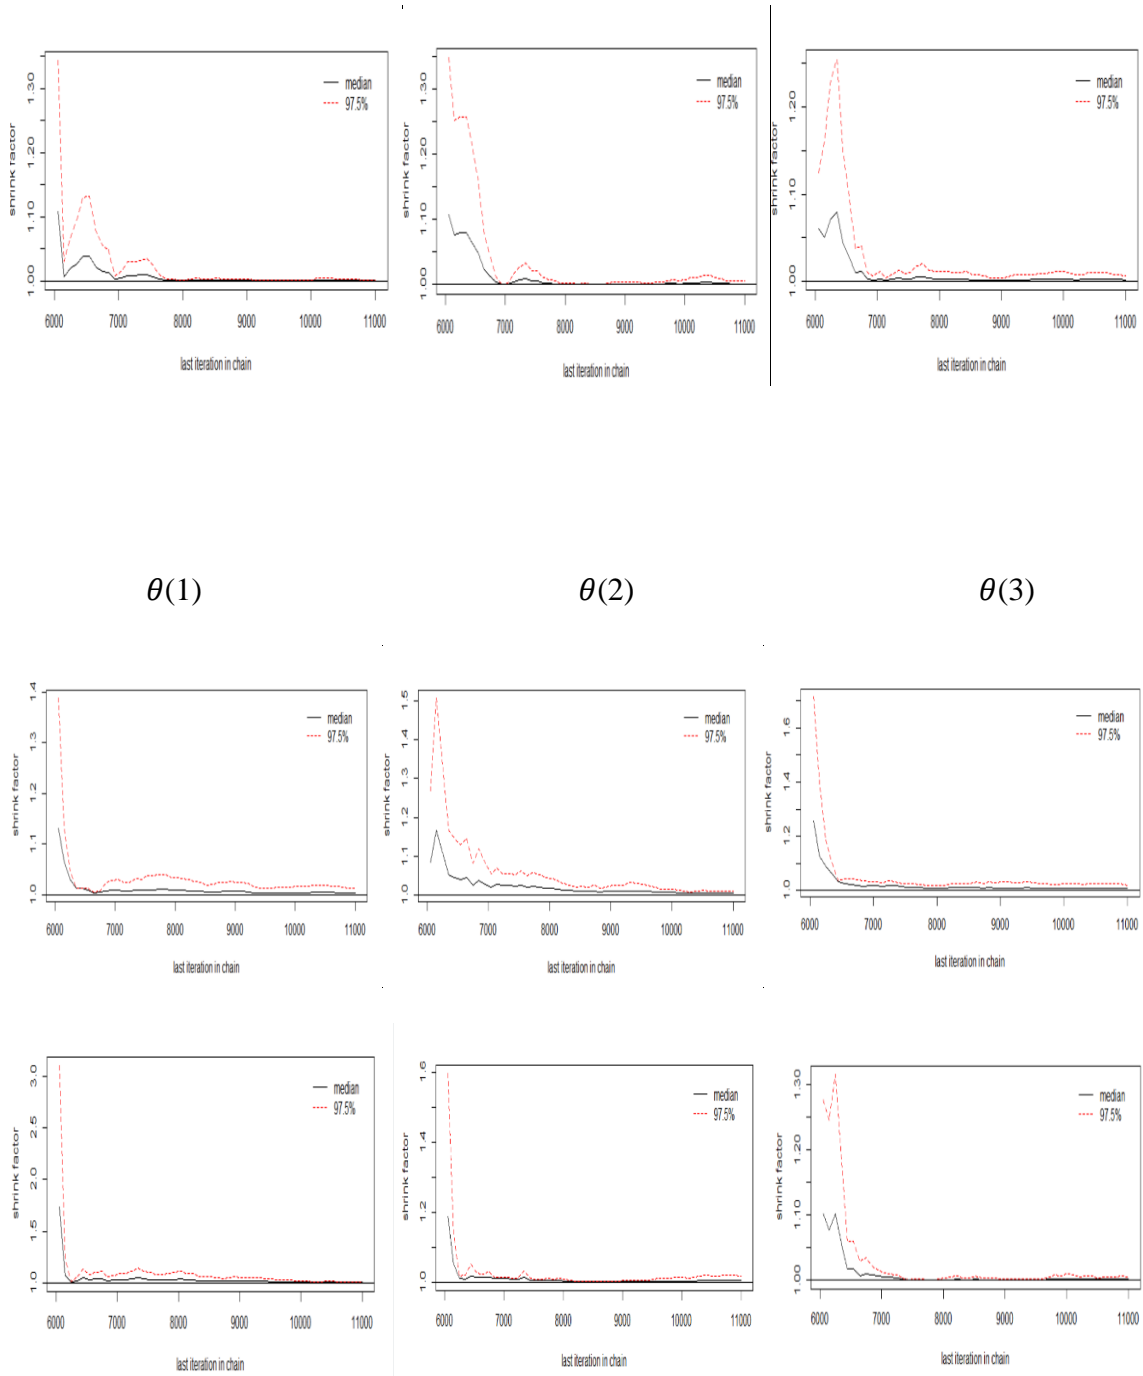 shrink factor
1.00 1.10 1.20 1.30
median
97.5%
6000 7000 8000 9000 10000 11000
last iteration in chain
shrink factor
1.00 1.10 1.20 1.30
median
97.5%
6000 7000 8000 9000 10000 11000
last iteration in chain
shrink factor
1.00 1.10 1.20
median
97.5%
6000 7000 8000 9000 10000 11000
last iteration in chain
θ(1) θ(2) θ(3)
shrink factor
1.0 1.1 1.2 1.3 1.4
median
97.5%
6000 7000 8000 9000 10000 11000
last iteration in chain
shrink factor
1.0 1.1 1.2 1.3 1.4 1.5
median
97.5%
6000 7000 8000 9000 10000 11000
last iteration in chain
shrink factor
1.0 1.2 1.4 1.6
median
97.5%
6000 7000 8000 9000 10000 11000
last iteration in chain
shrink factor
1.0 1.5 2.0 2.5 3.0
median
97.5%
6000 7000 8000 9000 10000 11000
last iteration in chain
shrink factor
1.0 1.2 1.4 1.6
median
97.5%
6000 7000 8000 9000 10000 11000
last iteration in chain
shrink factor
1.00 1.10 1.20 1.30
median
97.5%
6000 7000 8000 9000 10000 11000
last iteration in chain